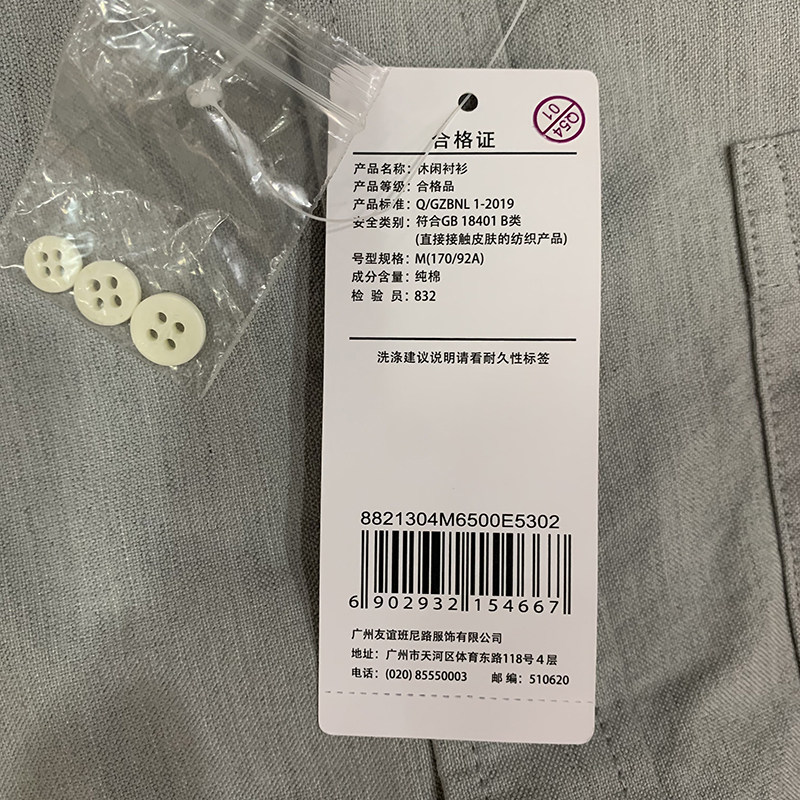 Q54
01
合格证
产品名称：休闲衬衫
产品等级：合格品
产品标准：Q/GZBNL 1-2019
安全类别：符合GB 18401 B类
(直接接触皮肤的纺织产品)
号型规格：M(170/92A)
成分含量：纯棉
检 验 员：832
洗涤建议说明请看耐久性标签
8821304M6500E5302
6 902932 154667
广州友谊班尼路服饰有限公司
地址：广州市天河区体育东路118号4层
电话：(020) 85550003 邮编：510620